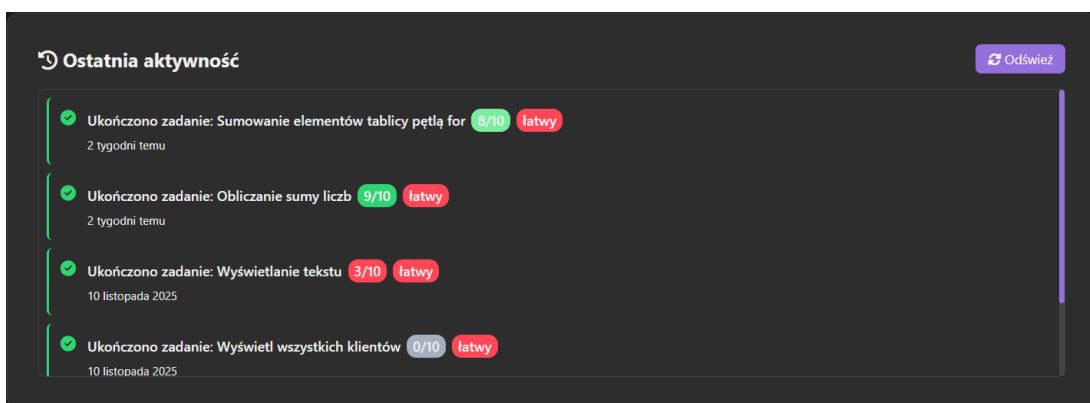 Ostatnia aktywność
Odśwież
Ukończono zadanie: Sumowanie elementów tablicy pętlą for 8/10 łatwy
2 tygodni temu
Ukończono zadanie: Obliczanie sumy liczb 9/10 łatwy
2 tygodni temu
Ukończono zadanie: Wyświetlanie tekstu 3/10 łatwy
10 listopada 2025
Ukończono zadanie: Wyświetl wszystkich klientów 0/10 łatwy
10 listopada 2025